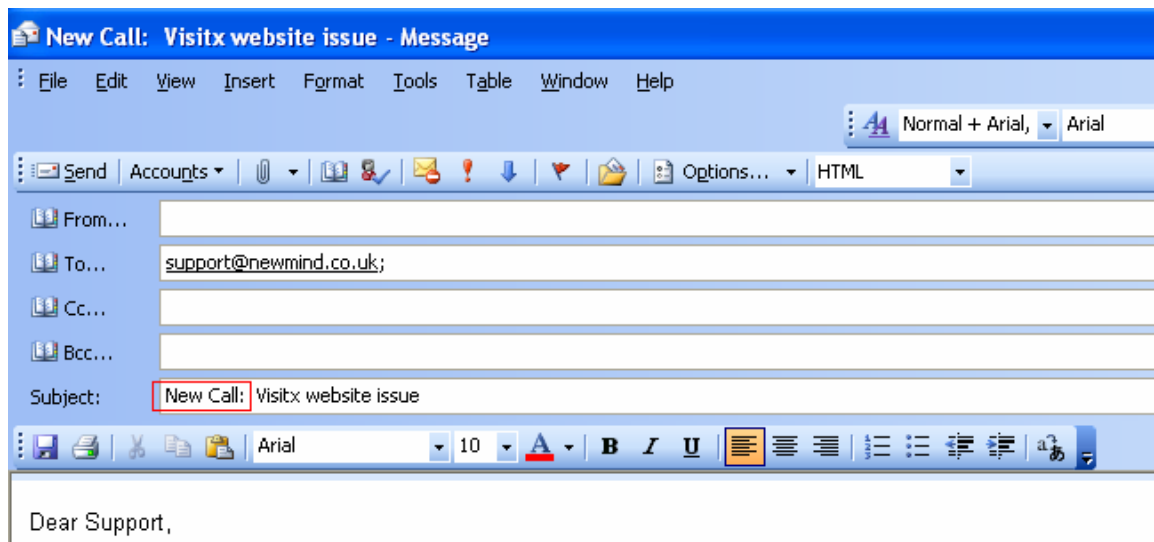 New Call:  Visitx website issue - Message
File Edit View Insert Format Tools Table Window Help
Normal + Arial, Arial
Send Accounts Options... HTML
From...
To... support@newmind.co.uk;
Cc...
Bcc...
Subject: New Call: Visitx website issue
Arial 10 A B I U
Dear Support,